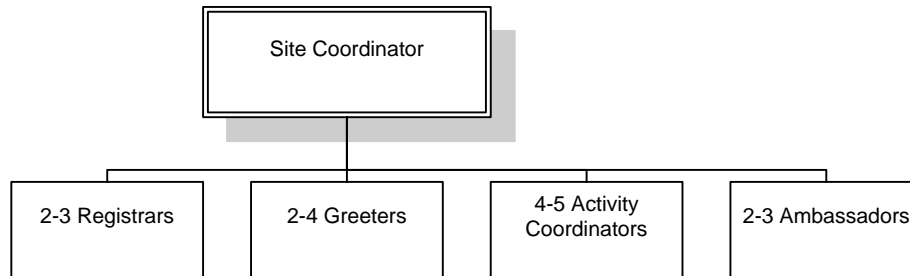 Site Coordinator
2-3 Registrars
2-4 Greeters
4-5 Activity
Coordinators
2-3 Ambassadors